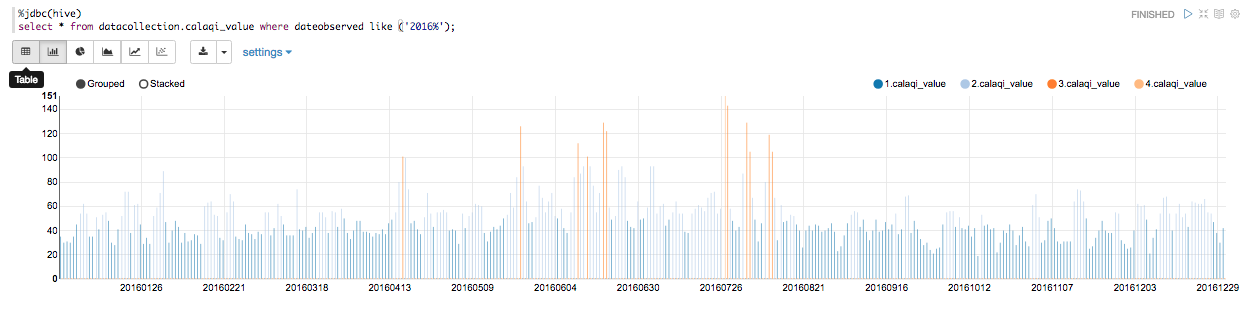 %jdbc(hive)
FINISHED
select * from datacollection.calaqi_value where dateobserved like ('2016%');
settings
Table
Grouped Stacked
1.calaqi_value 2.calaqi_value 3.calaqi_value 4.calaqi_value
151
140
120
100
80
60
40
20
0
20160126 20160221 20160318 20160413 20160509 20160604 20160630 20160726 20160821 20160916 20161012 20161107 20161203 20161229